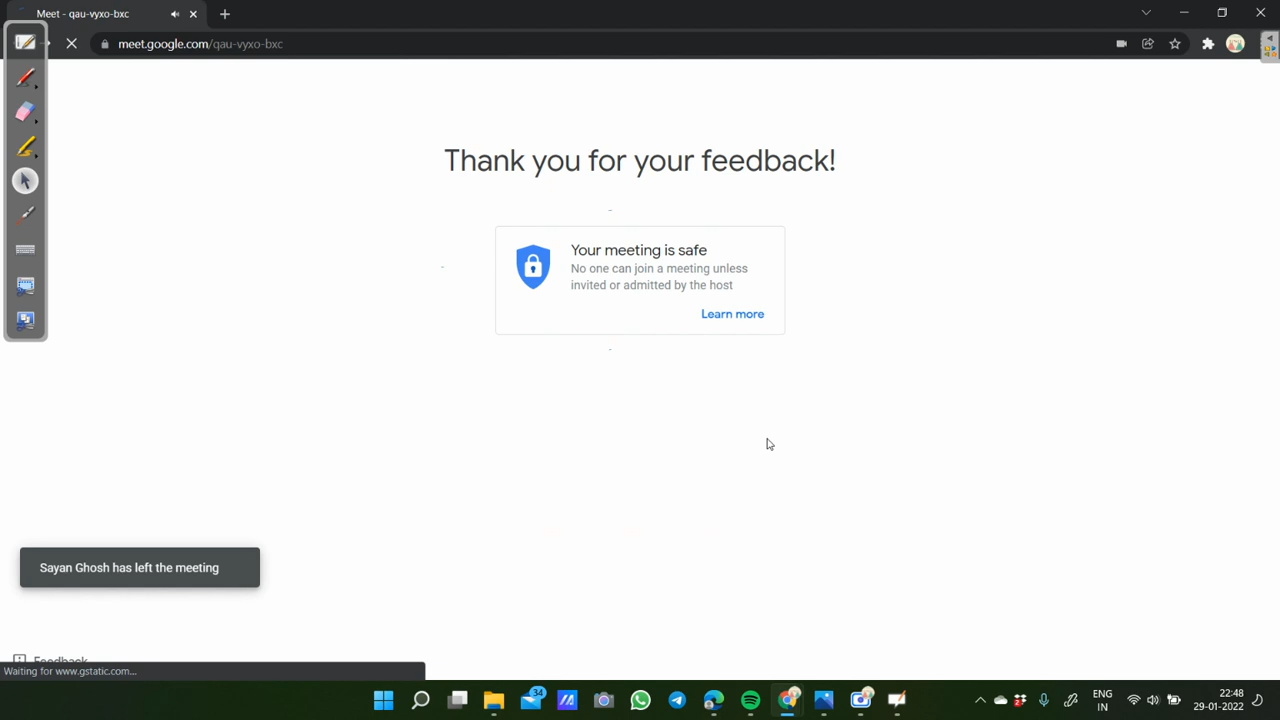 Meet - qau-vyxo-bxc
meet.google.com/qau-vyxo-bxc
Thank you for your feedback!
Your meeting is safe
No one can join a meeting unless
invited or admitted by the host
Learn more
Sayan Ghosh has left the meeting
Feedback
Waiting for www.gstatic.com...
34
ENG
IN
22:48
29-01-2022